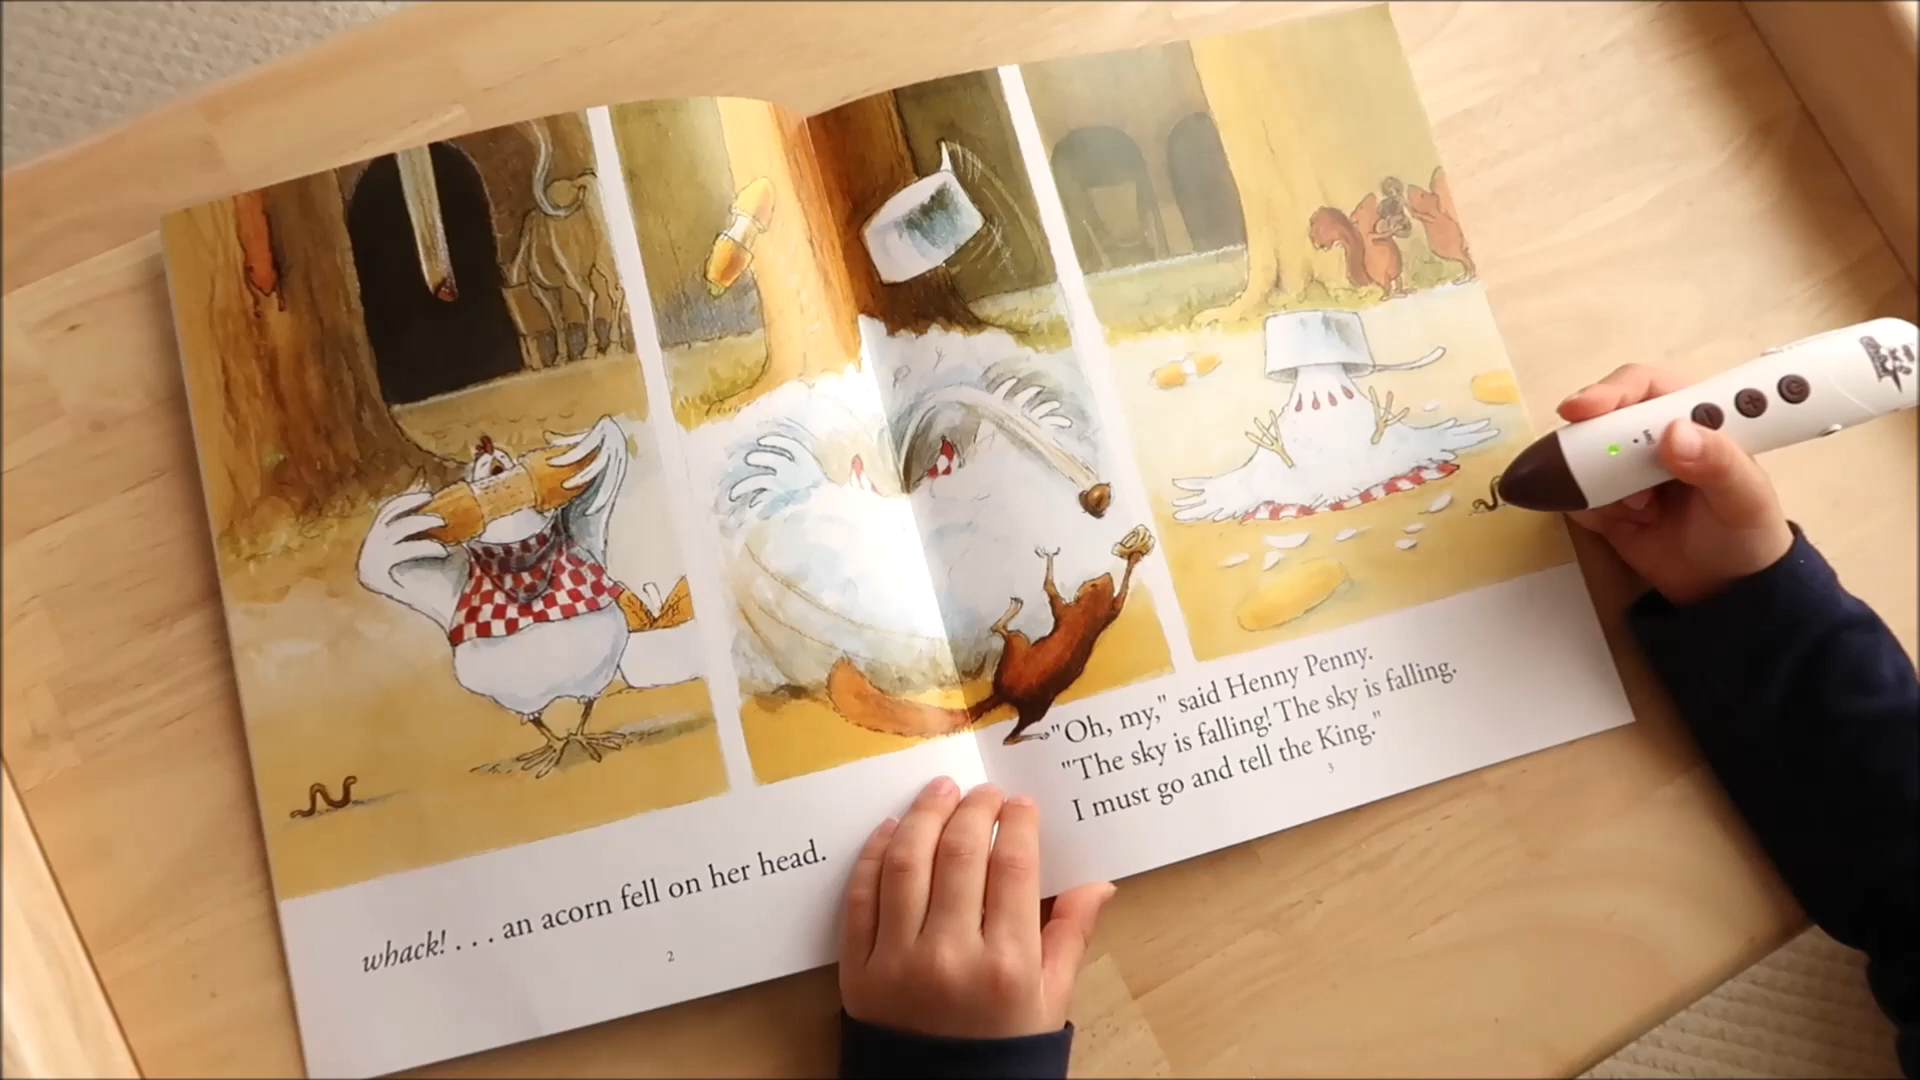 whack! . . . an acorn fell on her head.
2
"Oh, my," said Henny Penny.
"The sky is falling! The sky is falling.
I must go and tell the King."
3